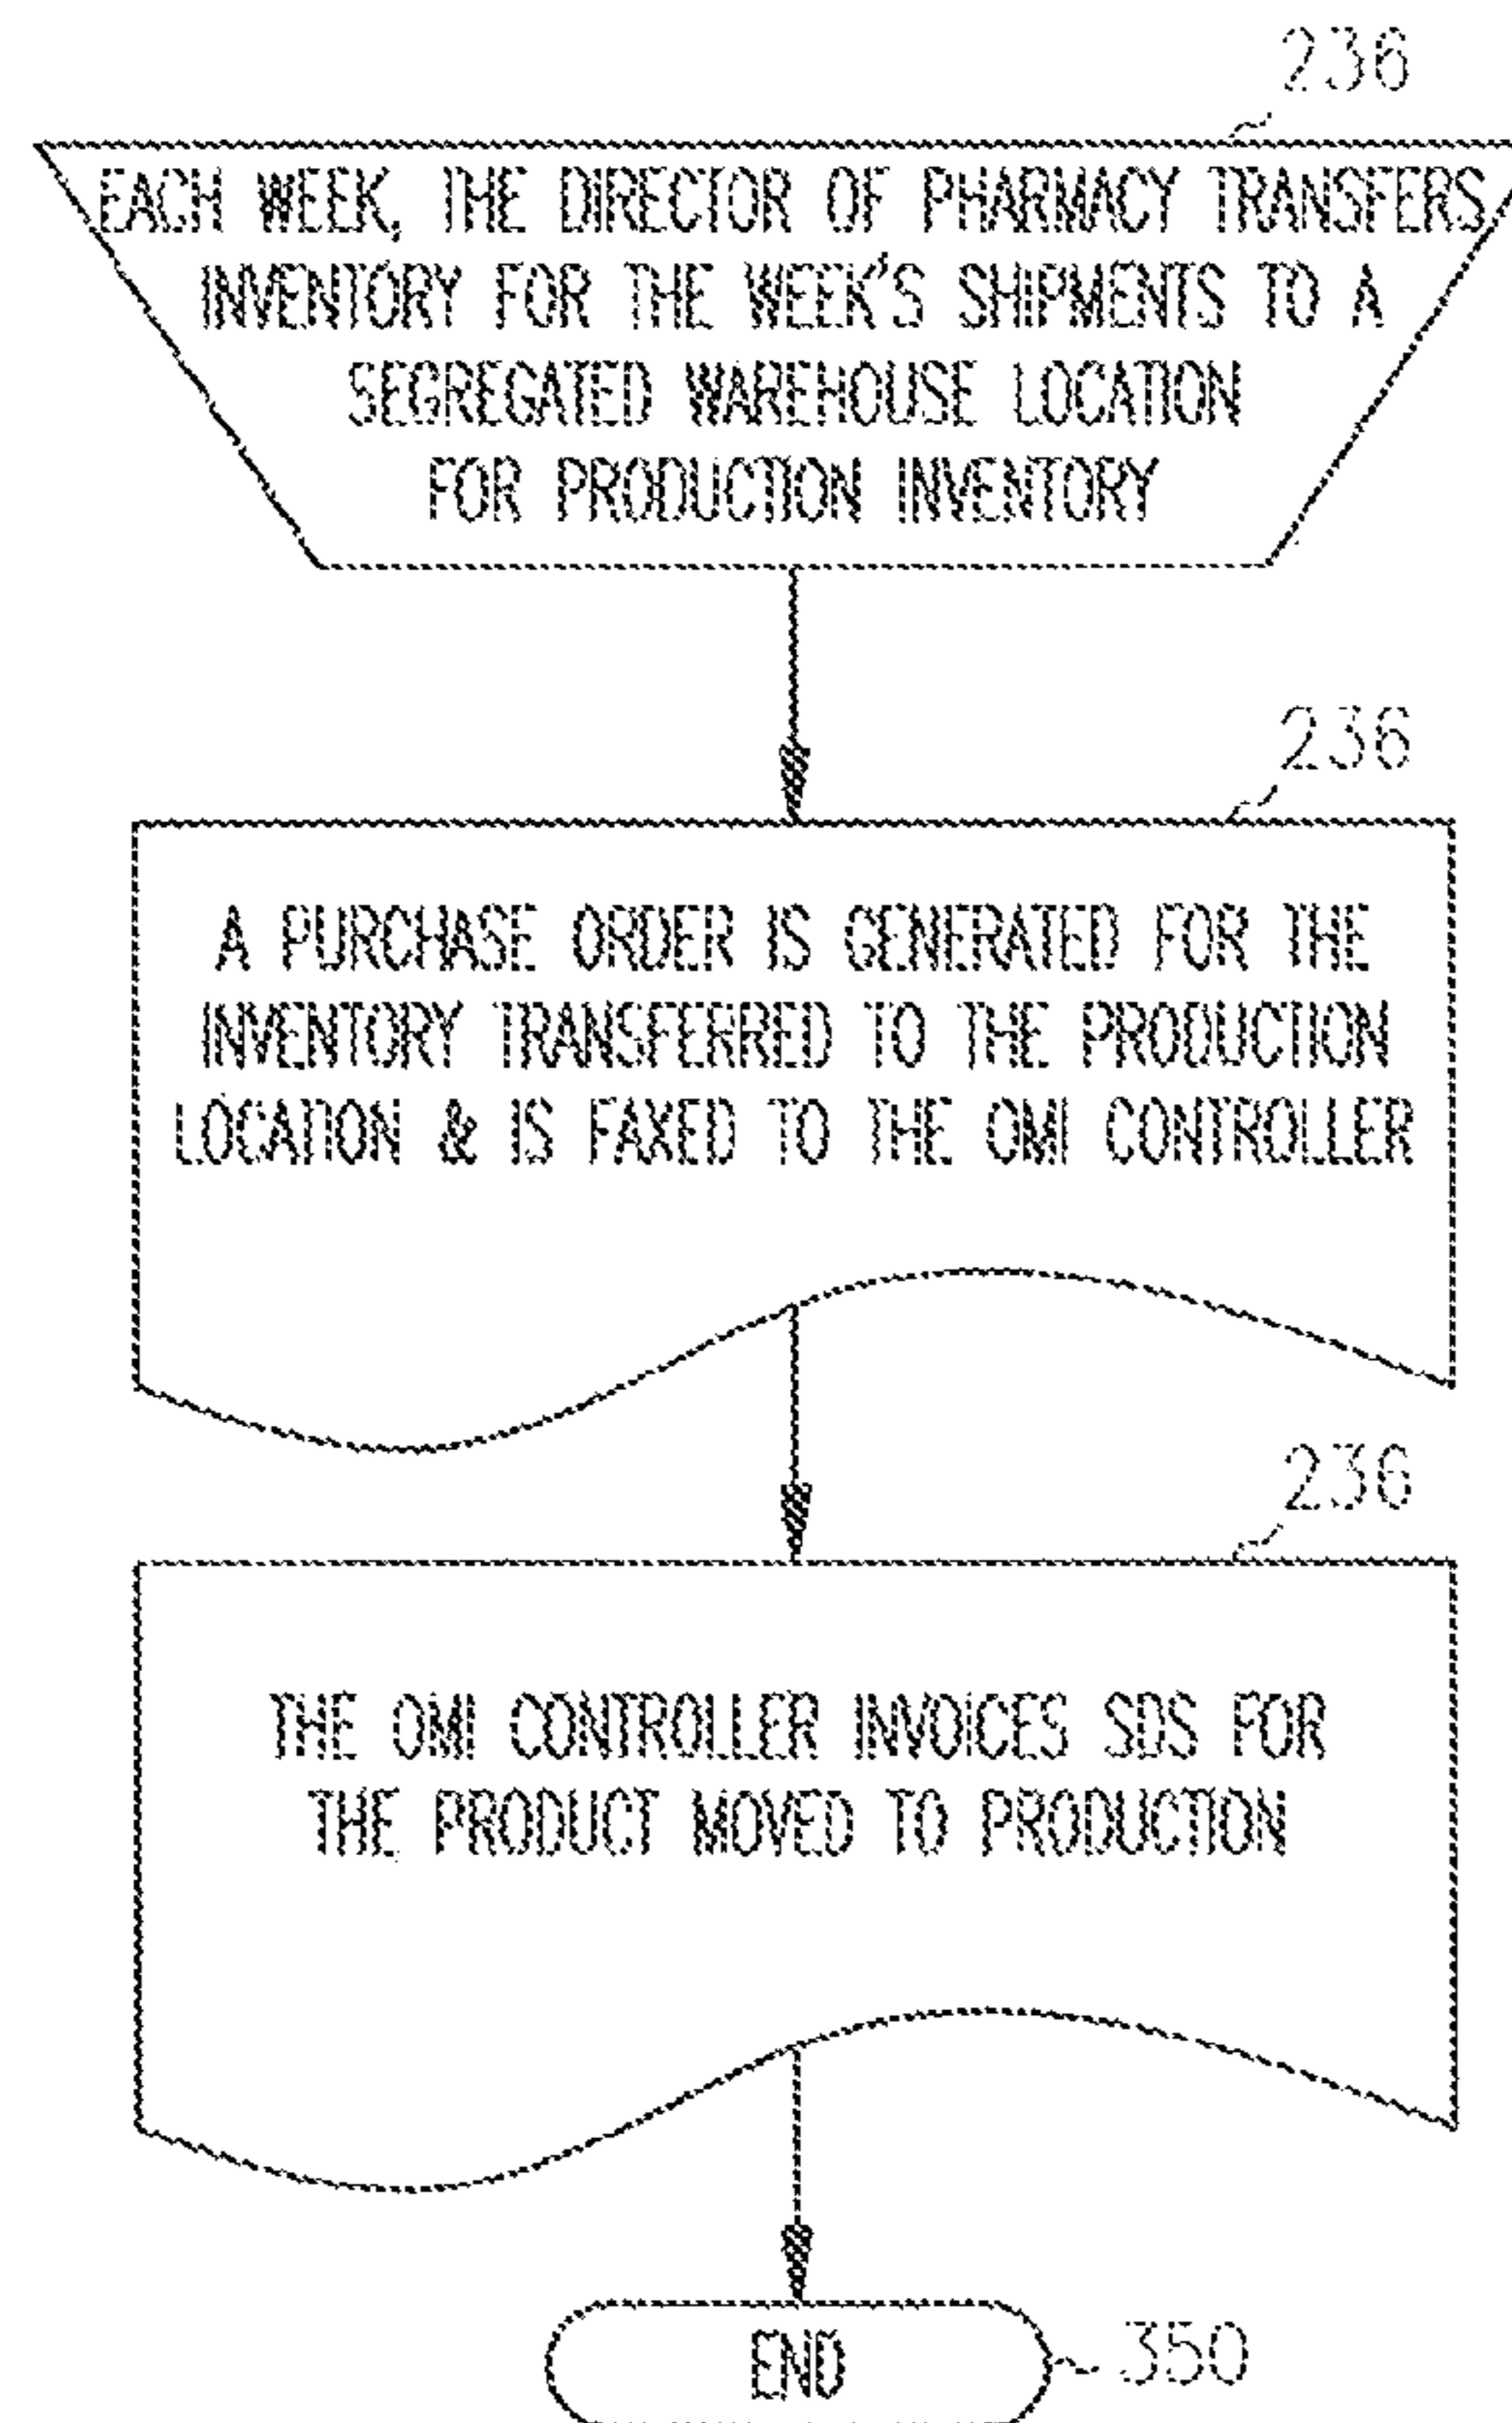 236
EACH WEEK, THE DIRECTOR OF PHARMACY TRANSFERS
INVENTORY FOR THE WEEK'S SHIPMENTS TO A
SEGREGATED WAREHOUSE LOCATION
FOR PRODUCTION INVENTORY
236
A PURCHASE ORDER IS GENERATED FOR THE
INVENTORY TRANSFERRED TO THE PRODUCTION
LOCATION & IS FAXED TO THE OMI CONTROLLER
236
THE OMI CONTROLLER INVOICES SDS FOR
THE PRODUCT MOVED TO PRODUCTION
END
350